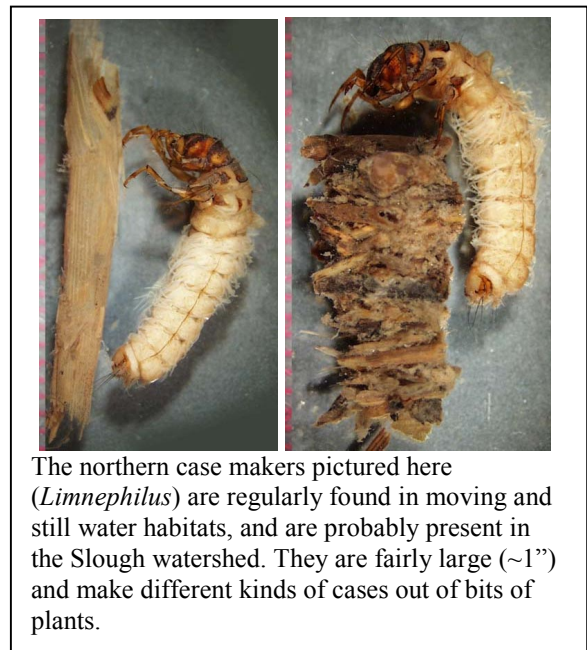 The northern case makers pictured here
(Limnephilus) are regularly found in moving and
still water habitats, and are probably present in
the Slough watershed. They are fairly large (~1”)
and make different kinds of cases out of bits of
plants.